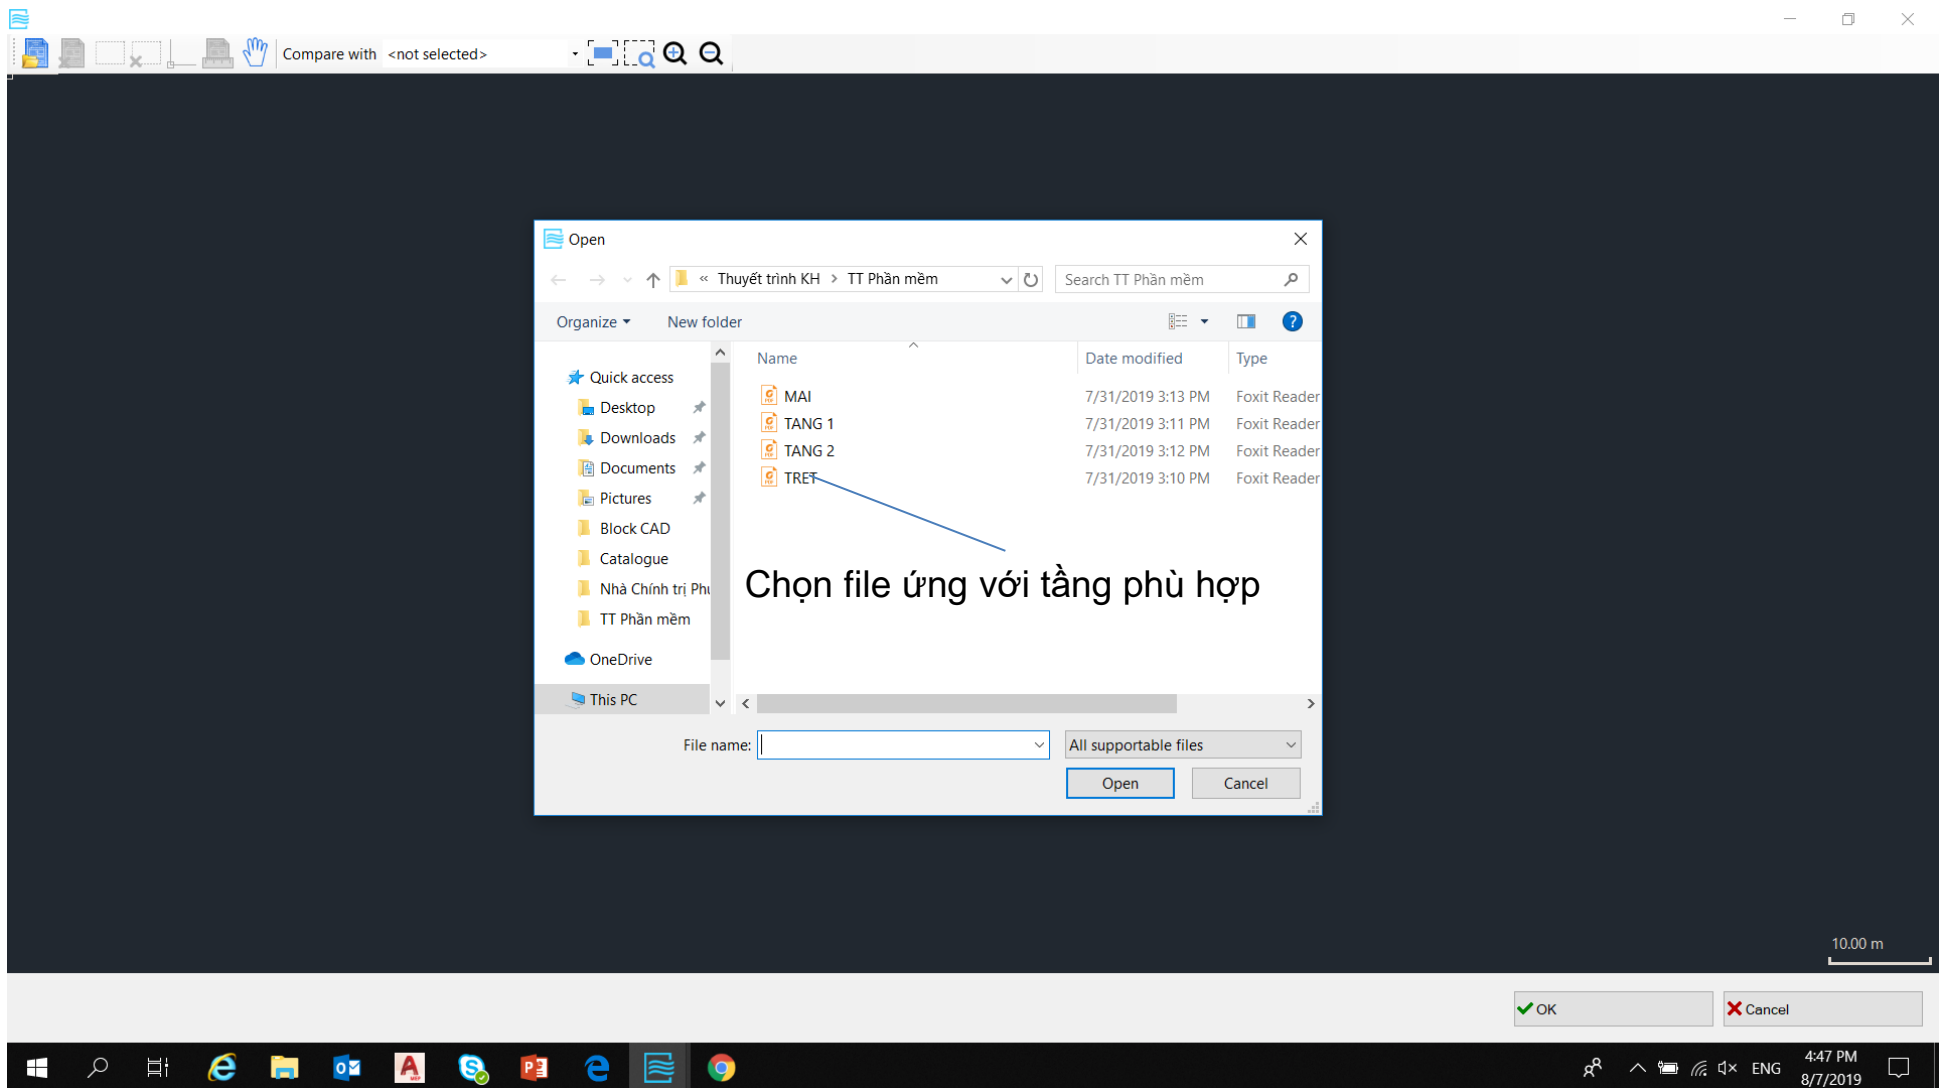 Compare with <not selected>
Open
« Thuyết trình KH > TT Phần mềm
Search TT Phần mềm
Organize
New folder
Name
Date modified
Type
Quick access
Desktop
Downloads
Documents
Pictures
Block CAD
Catalogue
Nhà Chính trị Phu
TT Phần mềm
OneDrive
This PC
MAI 7/31/2019 3:13 PM Foxit Reader
TANG 1 7/31/2019 3:11 PM Foxit Reader
TANG 2 7/31/2019 3:12 PM Foxit Reader
TRET 7/31/2019 3:10 PM Foxit Reader
Chọn file ứng với tầng phù hợp
File name:
All supportable files
Open
Cancel
10.00 m
OK
Cancel
ENG
4:47 PM
8/7/2019